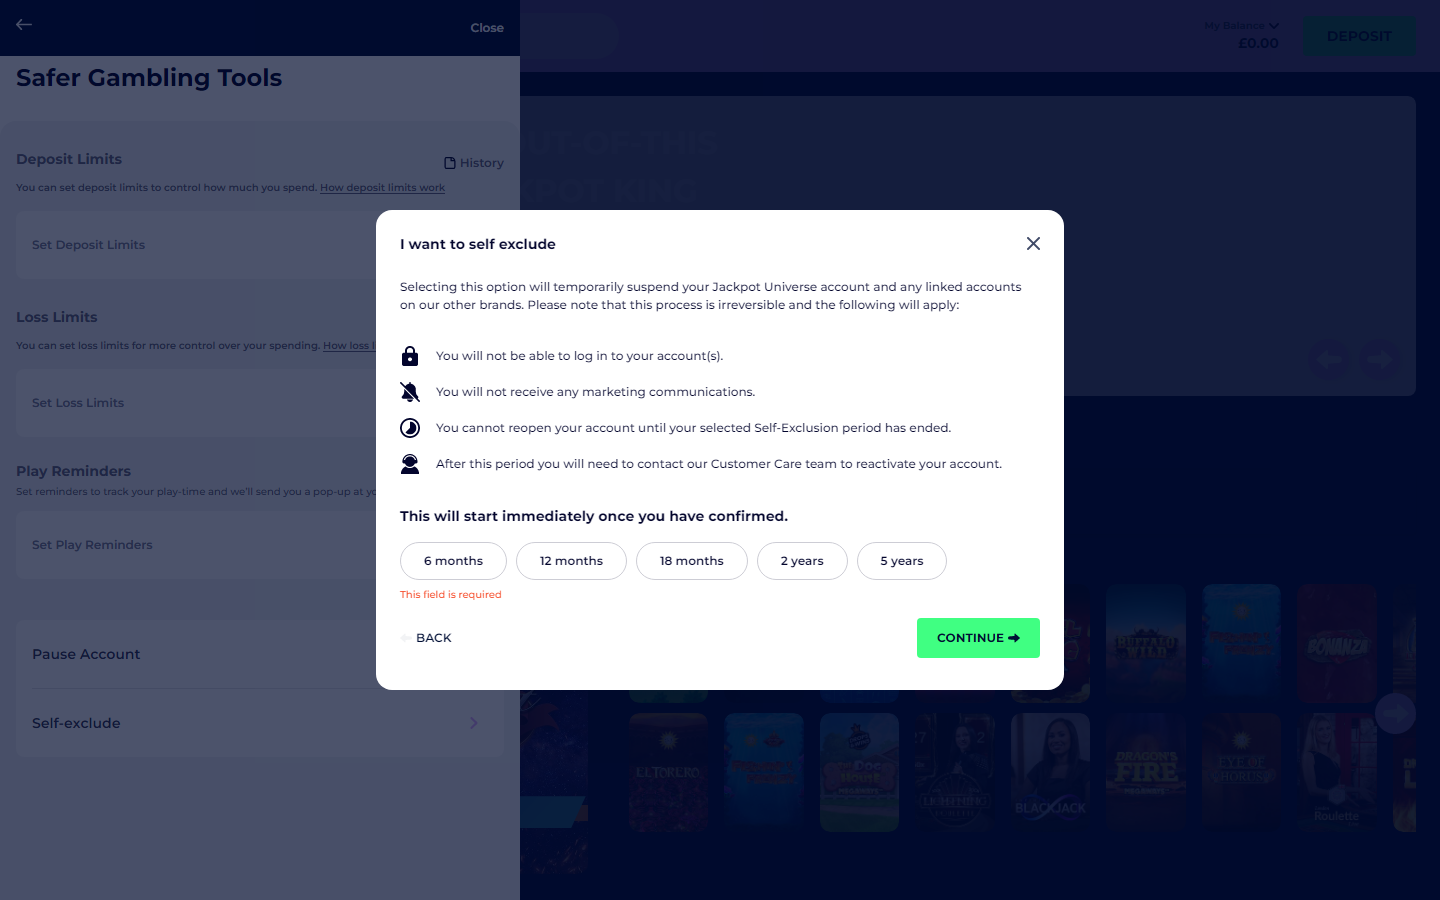 Close
My Balance
£0.00
DEPOSIT
Safer Gambling Tools
Deposit Limits
History
You can set deposit limits to control how much you spend. How deposit limits work
Set Deposit Limits
Loss Limits
You can set loss limits for more control over your spending. How loss
Set Loss Limits
Play Reminders
Set reminders to track your play-time and we'll send you a pop-up at
Set Play Reminders
Pause Account
Self-exclude
UT-OF-THIS
KPOT KING
I want to self exclude
Selecting this option will temporarily suspend your Jackpot Universe account and any linked accounts
on our other brands. Please note that this process is irreversible and the following will apply:
You will not be able to log in to your account(s).
You will not receive any marketing communications.
You cannot reopen your account until your selected Self-Exclusion period has ended.
After this period you will need to contact our Customer Care team to reactivate your account.
This will start immediately once you have confirmed.
6 months
12 months
18 months
2 years
5 years
This field is required
BACK
CONTINUE
BUFFALO
WILD
BONANZA
EL TORERO
Dog
House
MEGAWAYS
LIGHTNING
BLACKJACK
DRAGON'S
FIRE
MEGAWAYS
EYE OF
HORUS
Roulette